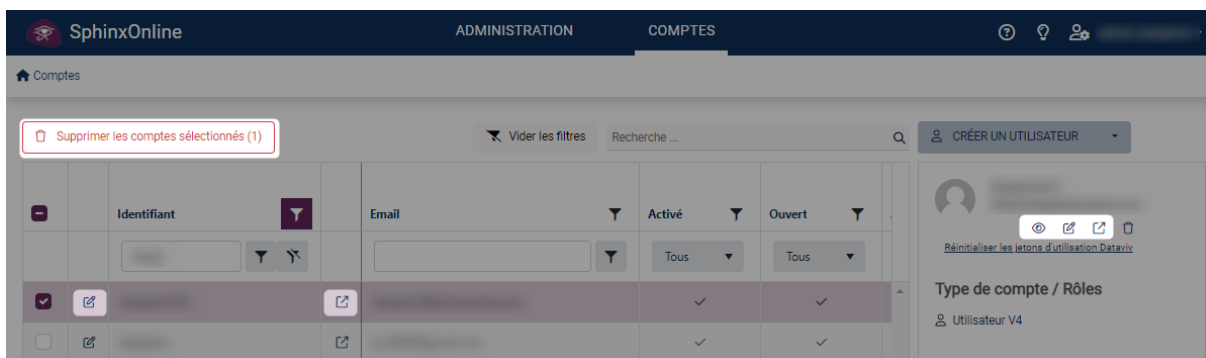 SphinxOnline
ADMINISTRATION
COMPTES
Comptes
Supprimer les comptes sélectionnés (1)
Vider les filtres
Recherche ...
CRÉER UN UTILISATEUR
Identifiant
Email
Activé
Ouvert
Réinitialiser les jetons d'utilisation Dataviv
Tous
Tous
Type de compte / Rôles
Utilisateur V4